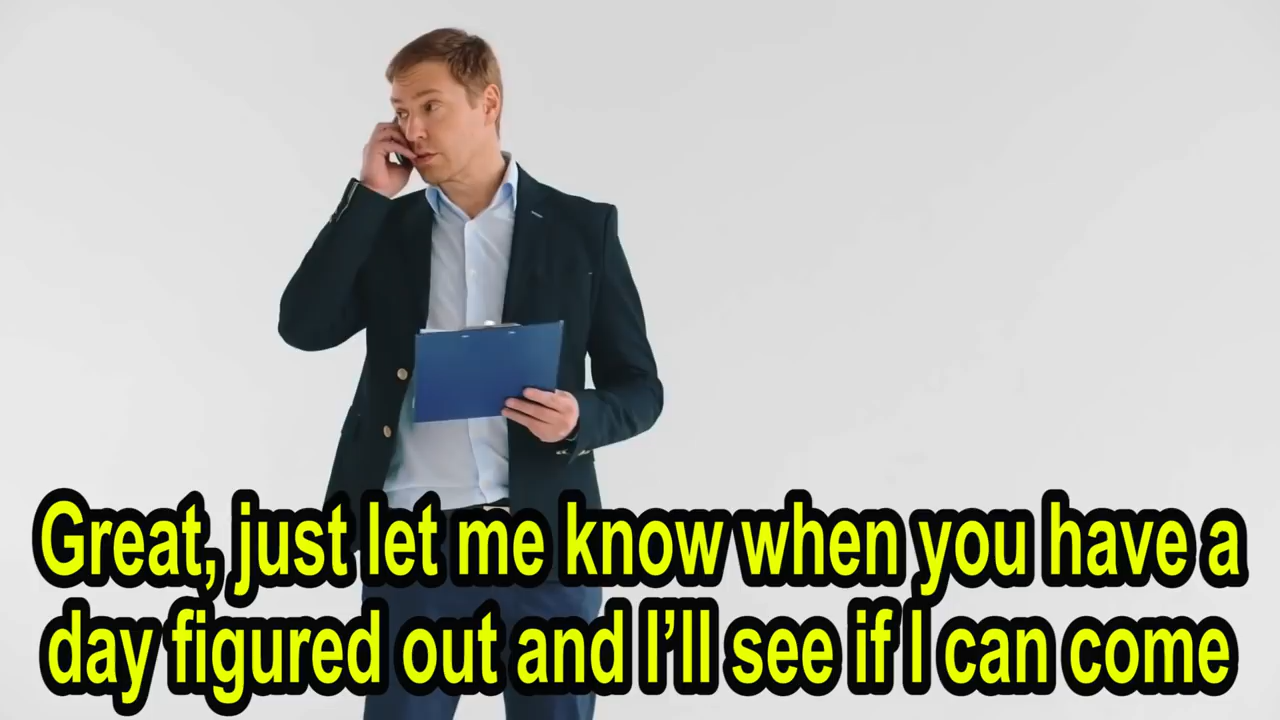 Great, just let me know when you have a
day figured out and I’ll see if I can come